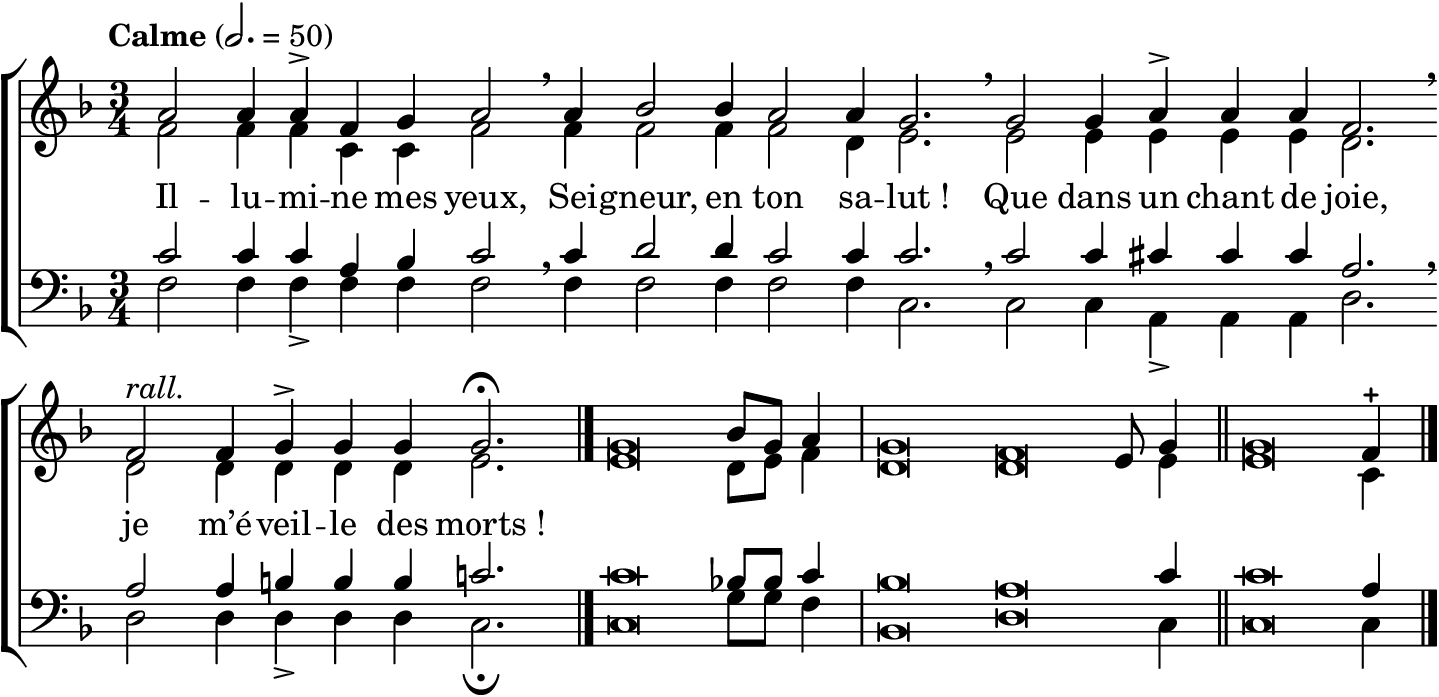 Calme (𝅗𝅥. = 50)
Il -- lu -- mi -- ne mes yeux, Seigneur, en ton sa -- lut ! Que dans un chant de joie,
rall.
je m’éveil -- le des morts !